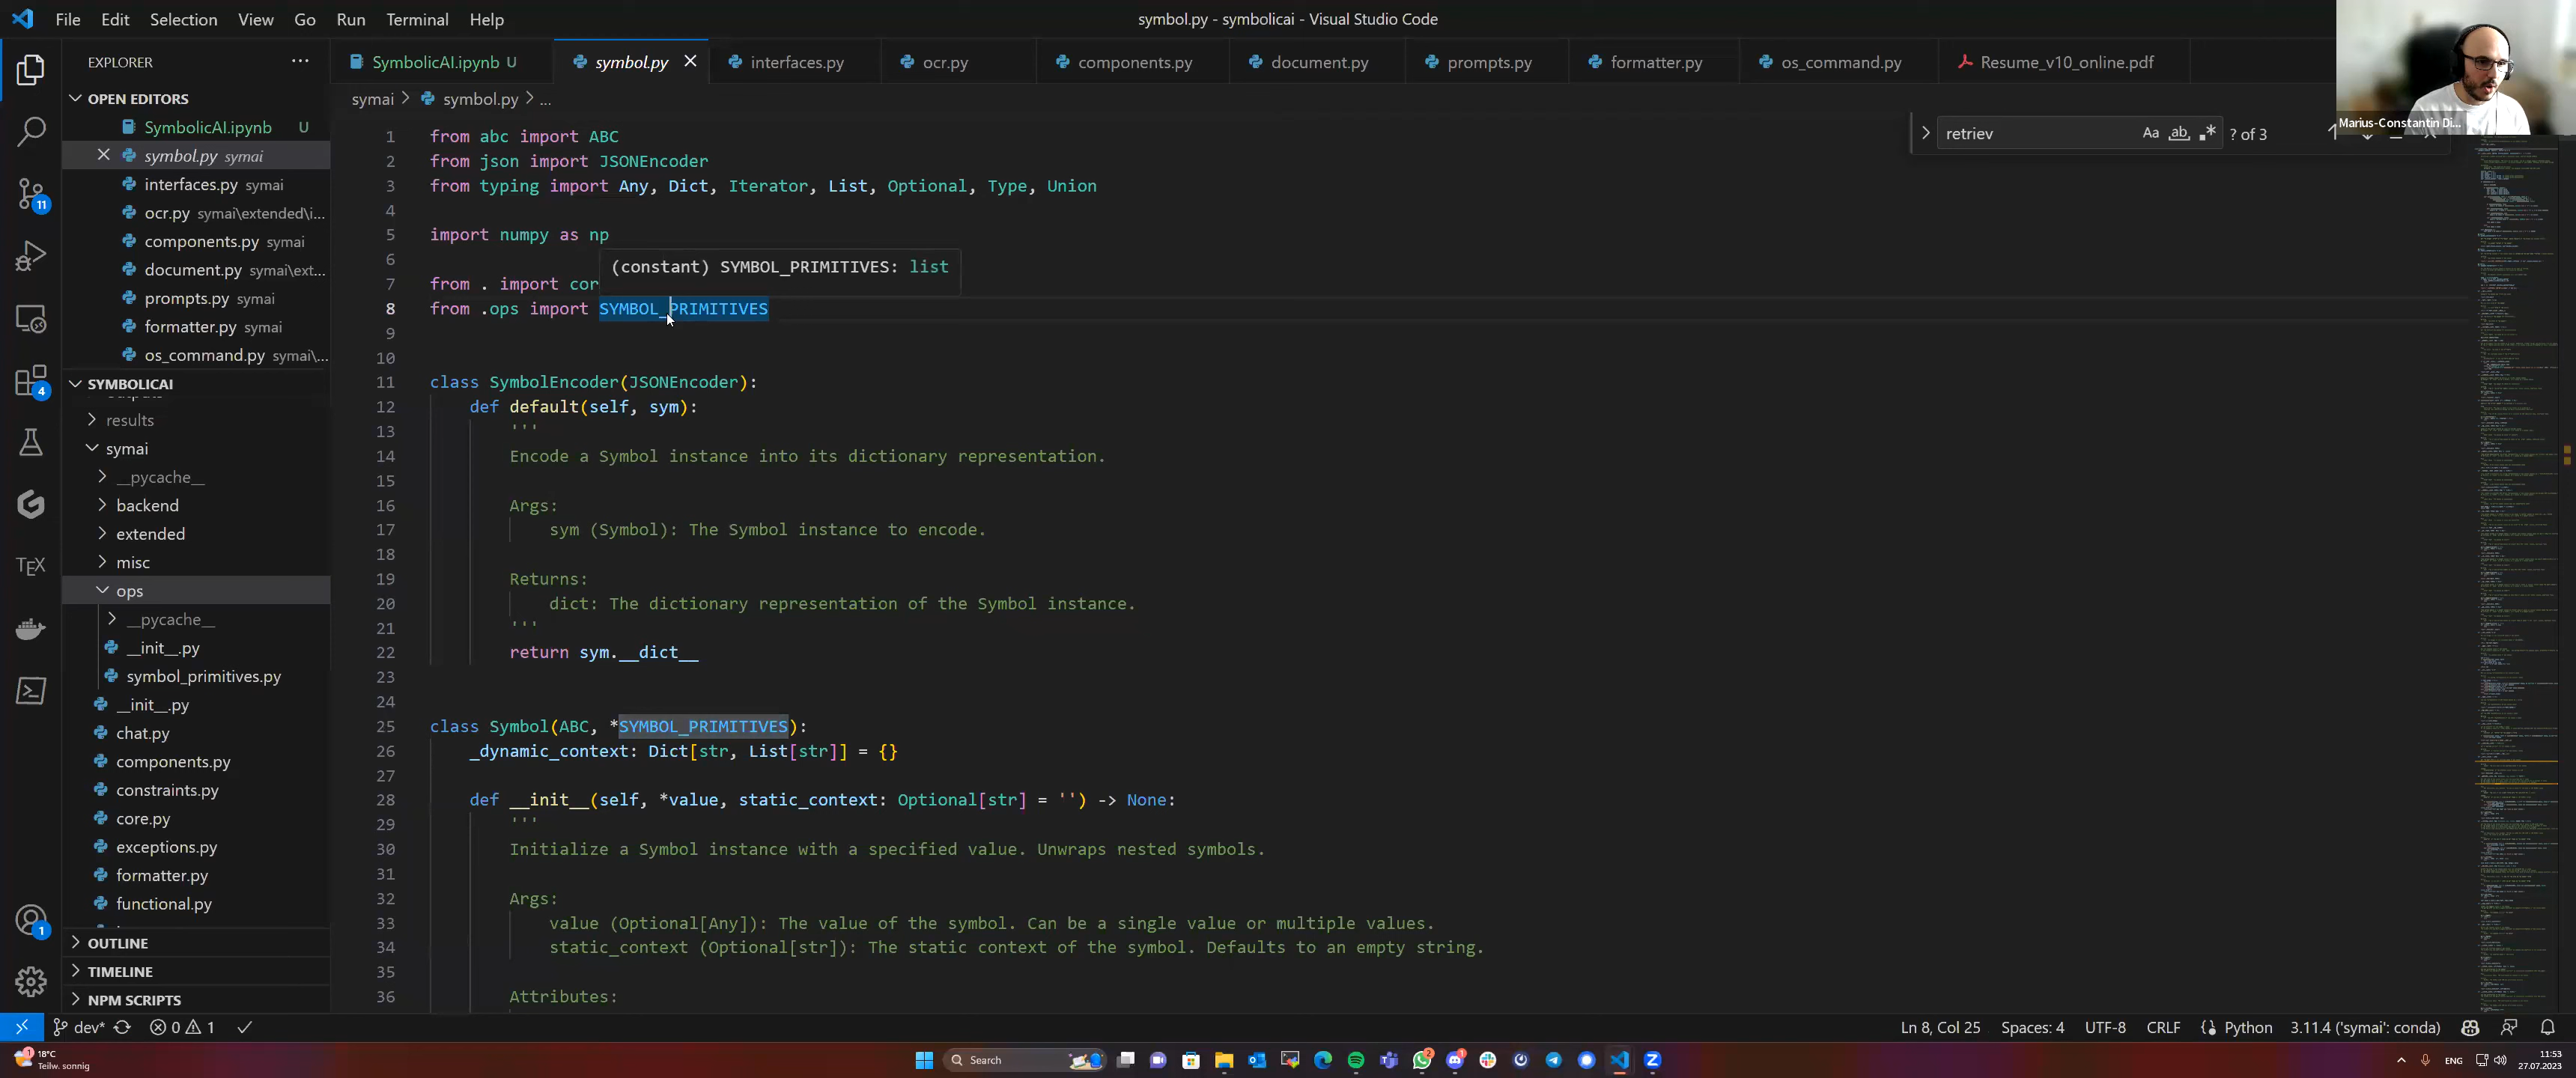 File Edit Selection View Go Run Terminal Help
symbol.py - symbolicai - Visual Studio Code
EXPLORER ...
OPEN EDITORS
SymbolicAI.ipynb U
symbol.py symai
interfaces.py symai
ocr.py symai\extended\i...
components.py symai
document.py symai\ext...
prompts.py symai
formatter.py symai
os_command.py symai\...
SYMBOLICAI
results
symai
__pycache__
backend
extended
misc
ops
__pycache__
__init__.py
symbol_primitives.py
__init__.py
chat.py
components.py
constraints.py
core.py
exceptions.py
formatter.py
functional.py
OUTLINE
TIMELINE
NPM SCRIPTS
11
4
1
TEX
SymbolicAI.ipynb U symbol.py interfaces.py ocr.py components.py document.py prompts.py formatter.py os_command.py Resume_v10_online.pdf
symai > symbol.py > ...
retriev Aa ab ? of 3
Marius-Constantin Di...
1 from abc import ABC
2 from json import JSONEncoder
3 from typing import Any, Dict, Iterator, List, Optional, Type, Union
4
5 import numpy as np
6
(constant) SYMBOL_PRIMITIVES: list
7 from . import cor
8 from .ops import SYMBOL_PRIMITIVES
9
10
11 class SymbolEncoder(JSONEncoder):
12 def default(self, sym):
13 '''
14 Encode a Symbol instance into its dictionary representation.
15
16 Args:
17 sym (Symbol): The Symbol instance to encode.
18
19 Returns:
20 dict: The dictionary representation of the Symbol instance.
21 '''
22 return sym.__dict__
23
24
25 class Symbol(ABC, *SYMBOL_PRIMITIVES):
26 _dynamic_context: Dict[str, List[str]] = {}
27
28 def __init__(self, *value, static_context: Optional[str] = '') -> None:
29 '''
30 Initialize a Symbol instance with a specified value. Unwraps nested symbols.
31
32 Args:
33 value (Optional[Any]): The value of the symbol. Can be a single value or multiple values.
34 static_context (Optional[str]): The static context of the symbol. Defaults to an empty string.
35
36 Attributes:
dev* 0 1
Ln 8, Col 25 Spaces: 4 UTF-8 CRLF Python 3.11.4 ('symai': conda)
18°C
Teilw. sonnig
Search
ENG
11:53
27.07.2023